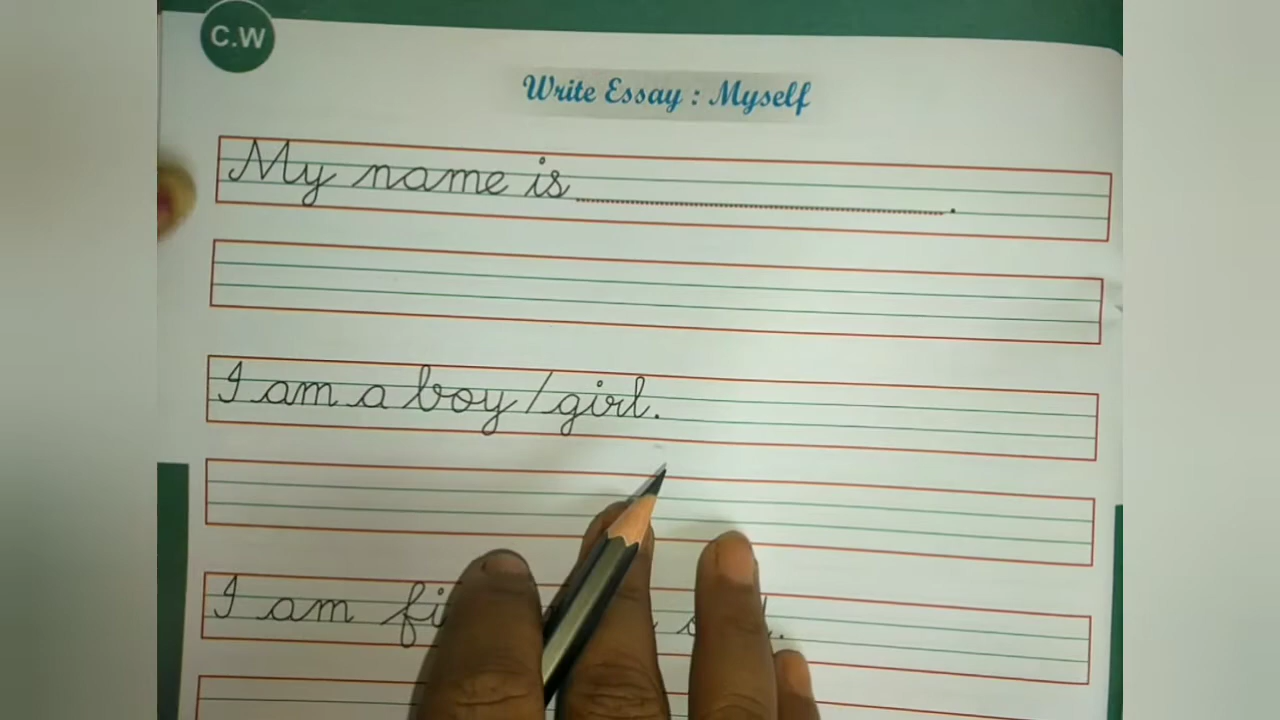 C.W
Write Essay : Myself
My name is ........................ .
I am a boy/girl.
I am